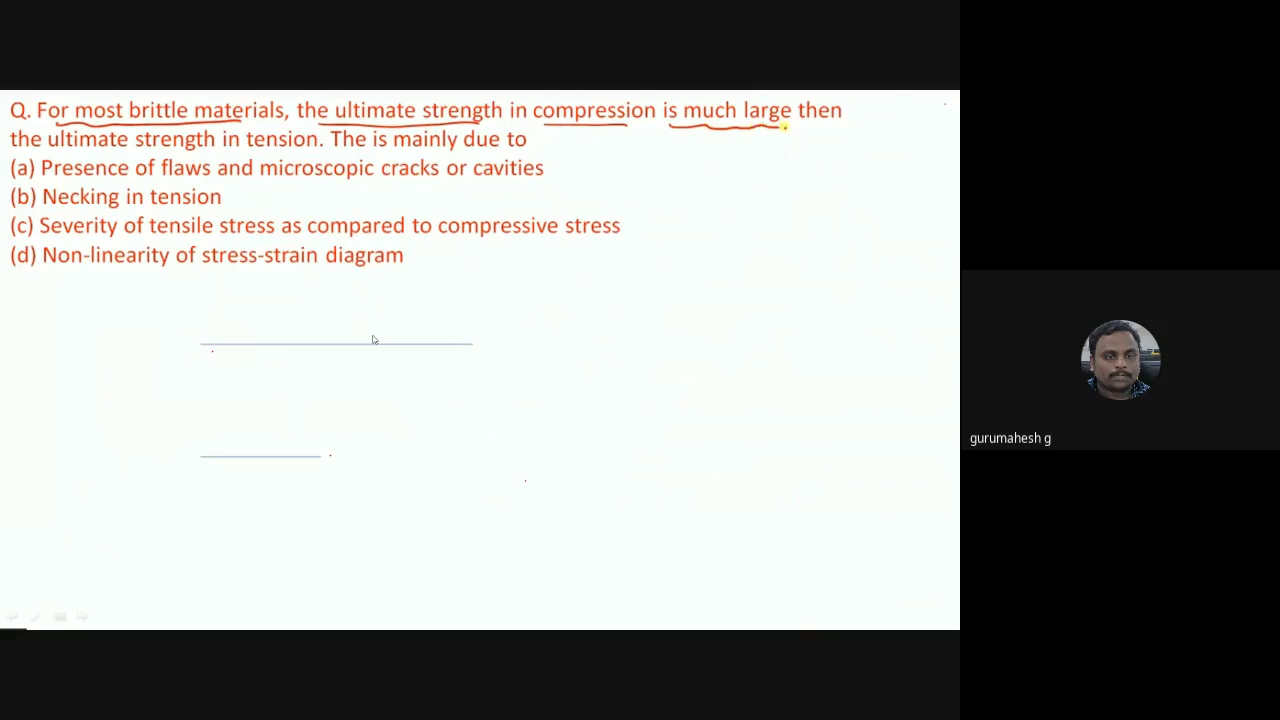 Q. For most brittle materials, the ultimate strength in compression is much large then
the ultimate strength in tension. The is mainly due to
(a) Presence of flaws and microscopic cracks or cavities
(b) Necking in tension
(c) Severity of tensile stress as compared to compressive stress
(d) Non-linearity of stress-strain diagram
gurumahesh g